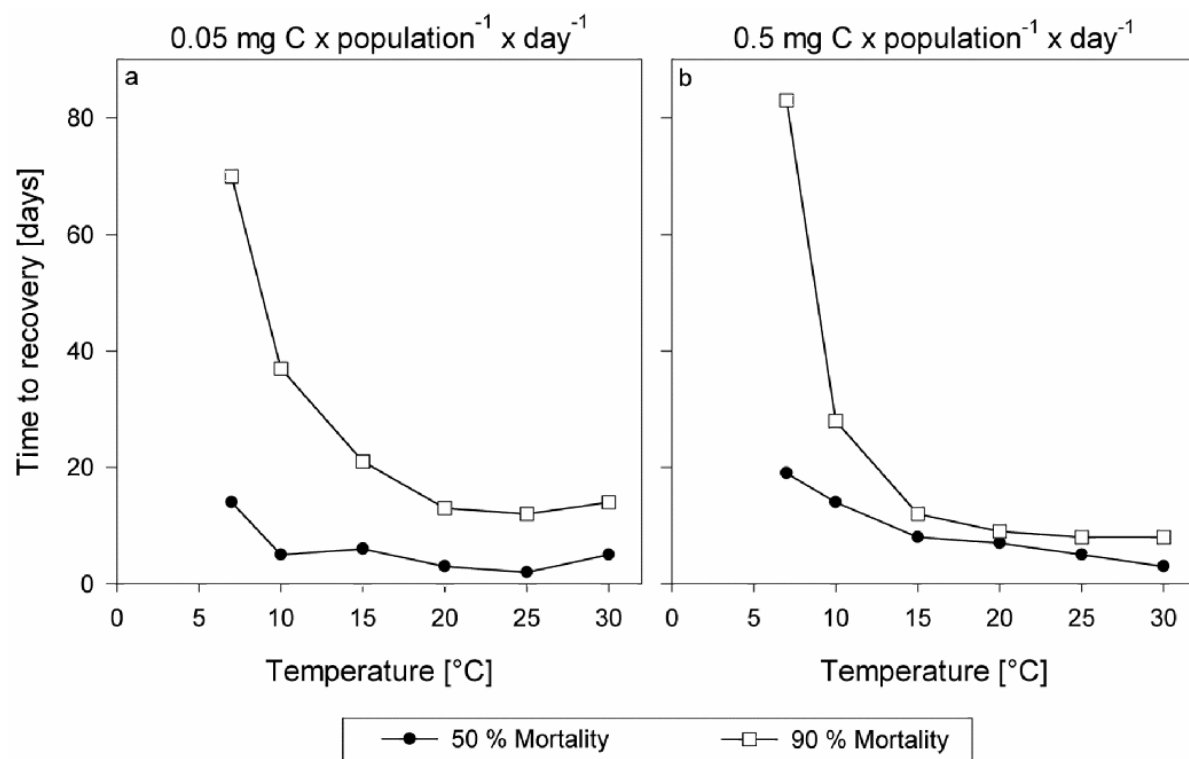 0.05 mg C x population⁻¹ x day⁻¹
0.5 mg C x population⁻¹ x day⁻¹
a
b
Time to recovery [days]
80
60
40
20
0
0 5 10 15 20 25 30
0 5 10 15 20 25 30
Temperature [°C]
Temperature [°C]
50 % Mortality
90 % Mortality